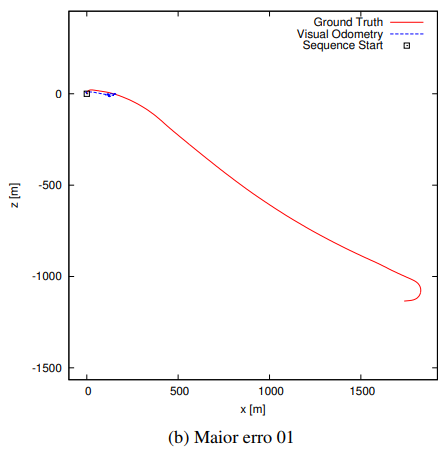 Ground Truth
Visual Odometry
Sequence Start
0
-500
-1000
-1500
z [m]
0
500
1000
1500
x [m]
(b) Maior erro 01